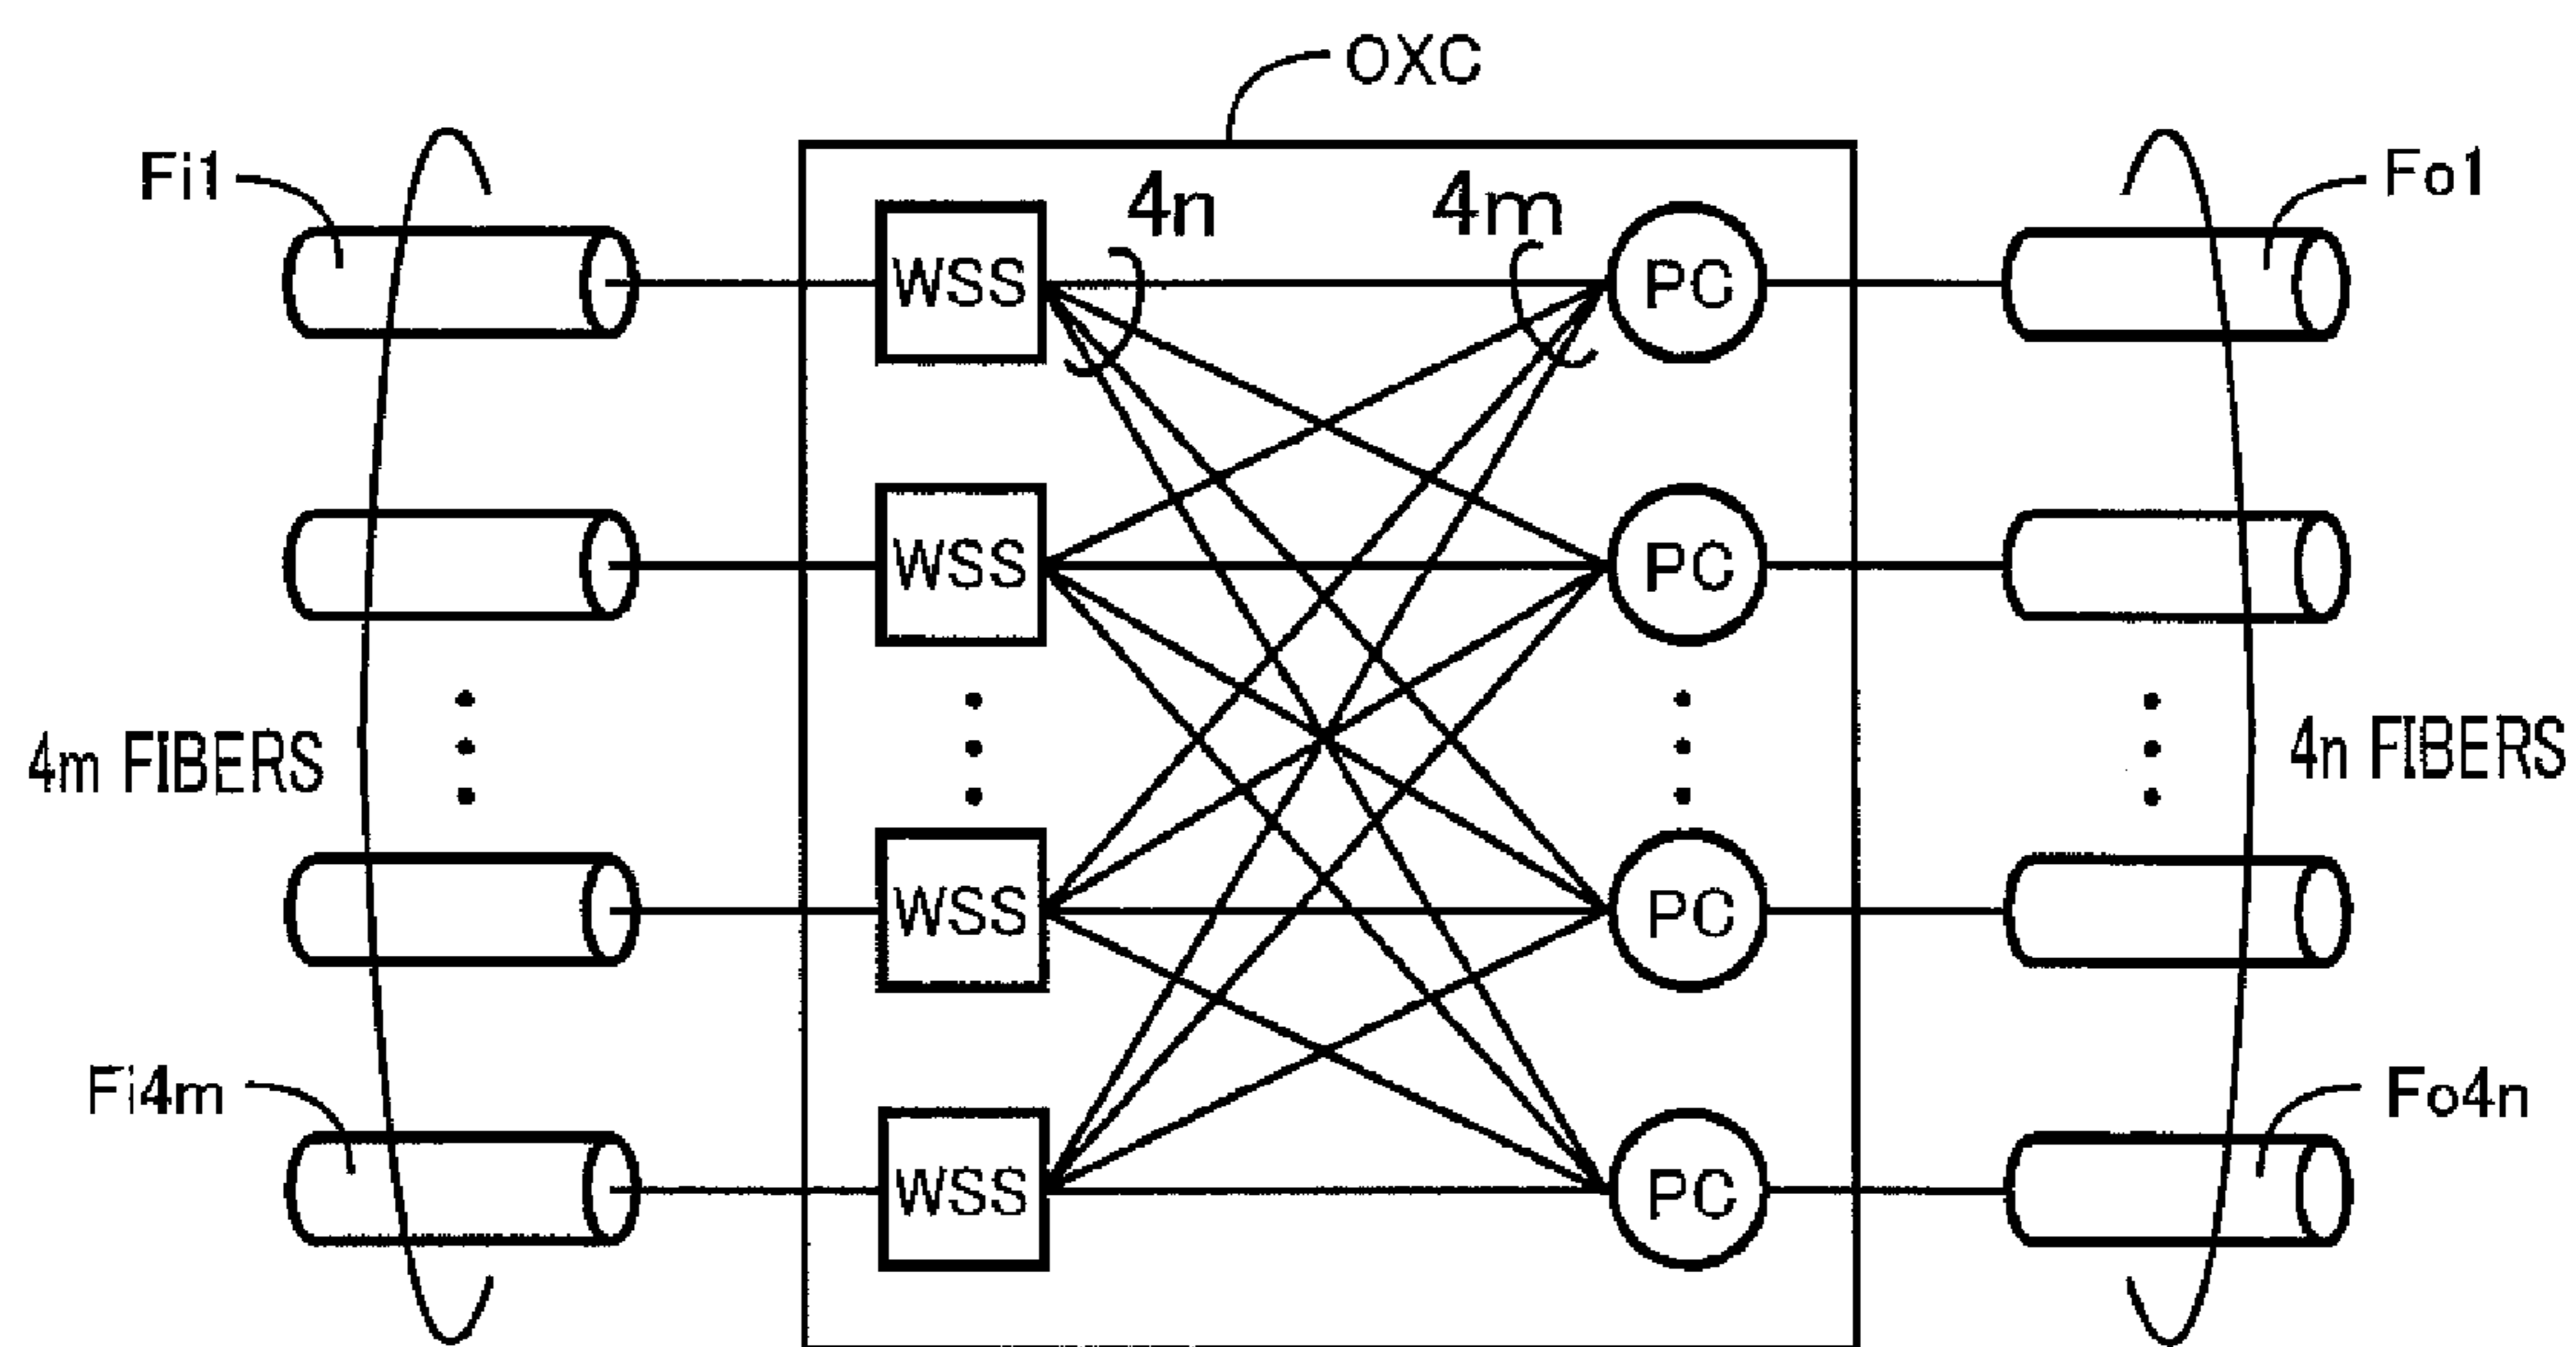 OXC
Fi1
4n
4m
Fo1
WSS
PC
WSS
PC
4m FIBERS
4n FIBERS
WSS
PC
Fi4m
Fo4n
WSS
PC